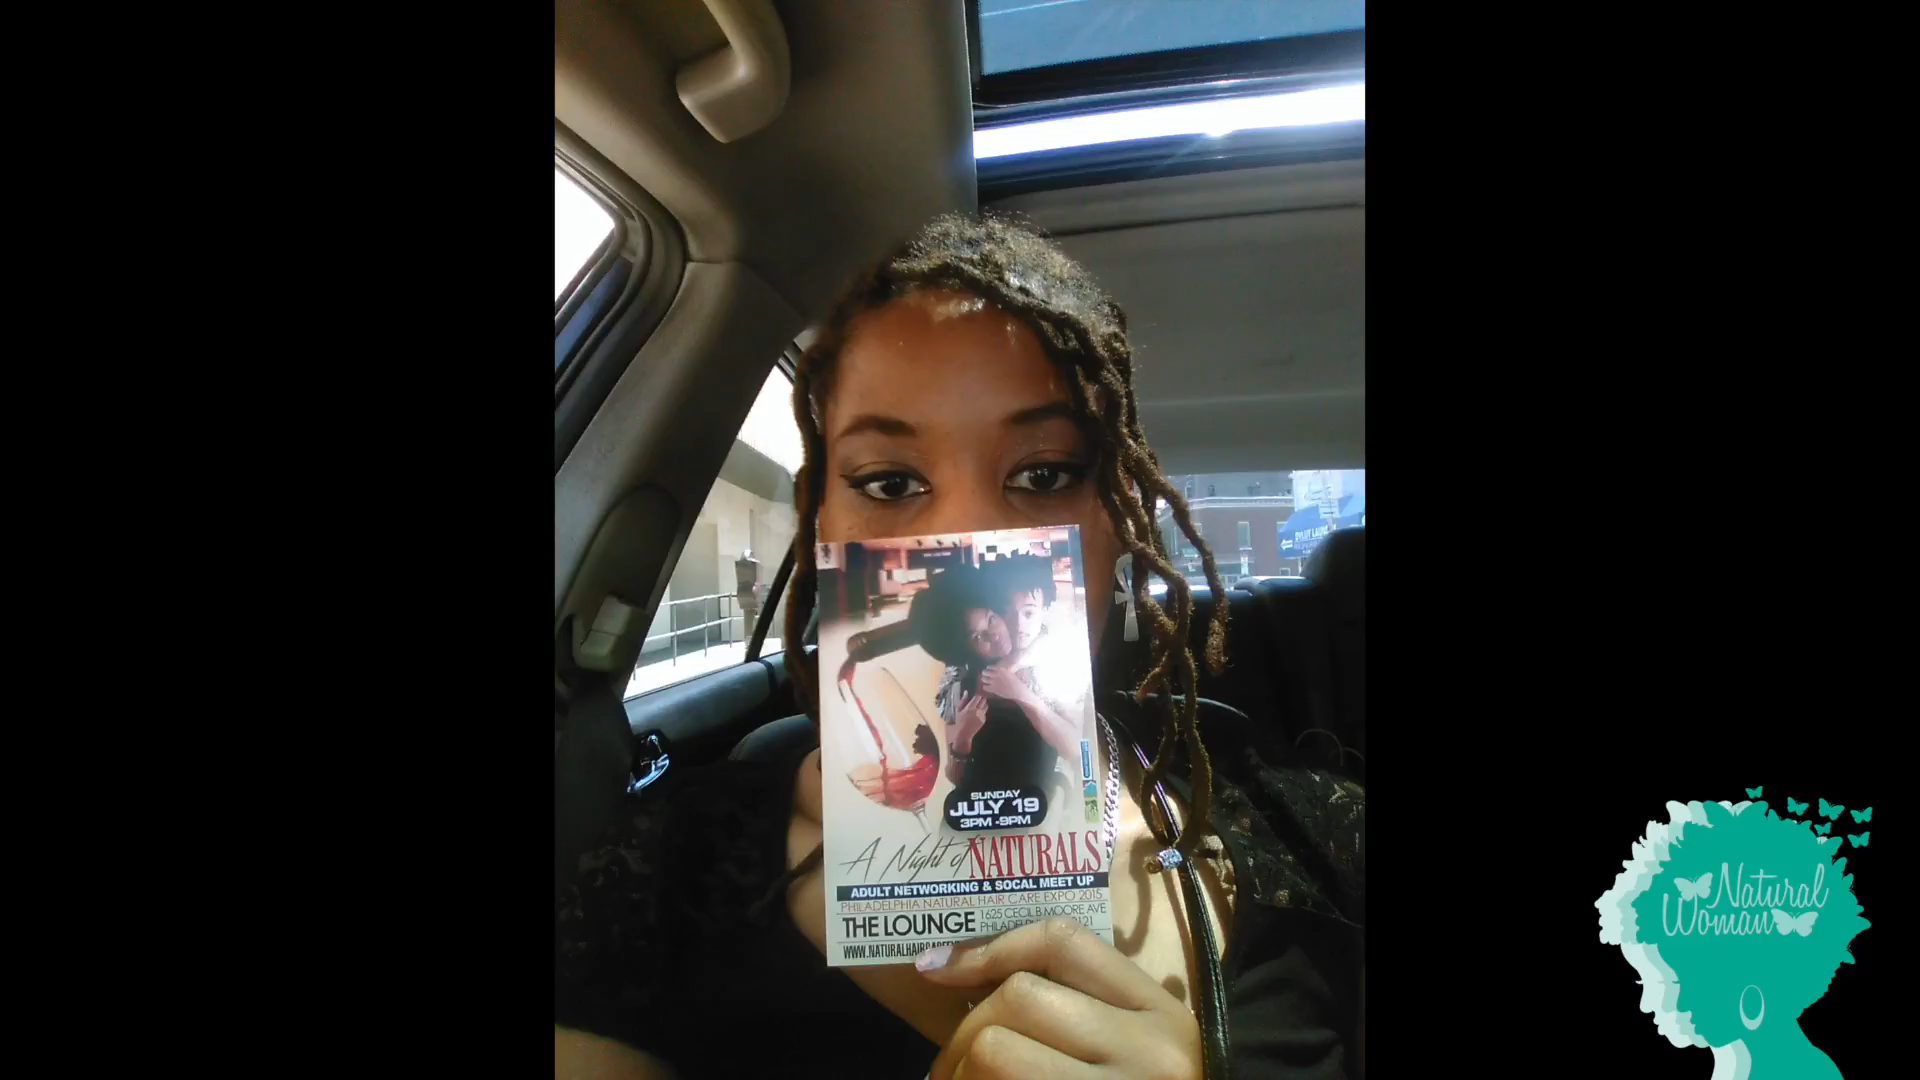 SUNDAY
JULY 19
3PM -9PM
A Night of NATURALS
ADULT NETWORKING & SOCAL MEET UP
PHILADELPHIA NATURAL HAIR CARE EXPO 2015
THE LOUNGE
1625 CECIL B MOORE AVE
Natural
Woman